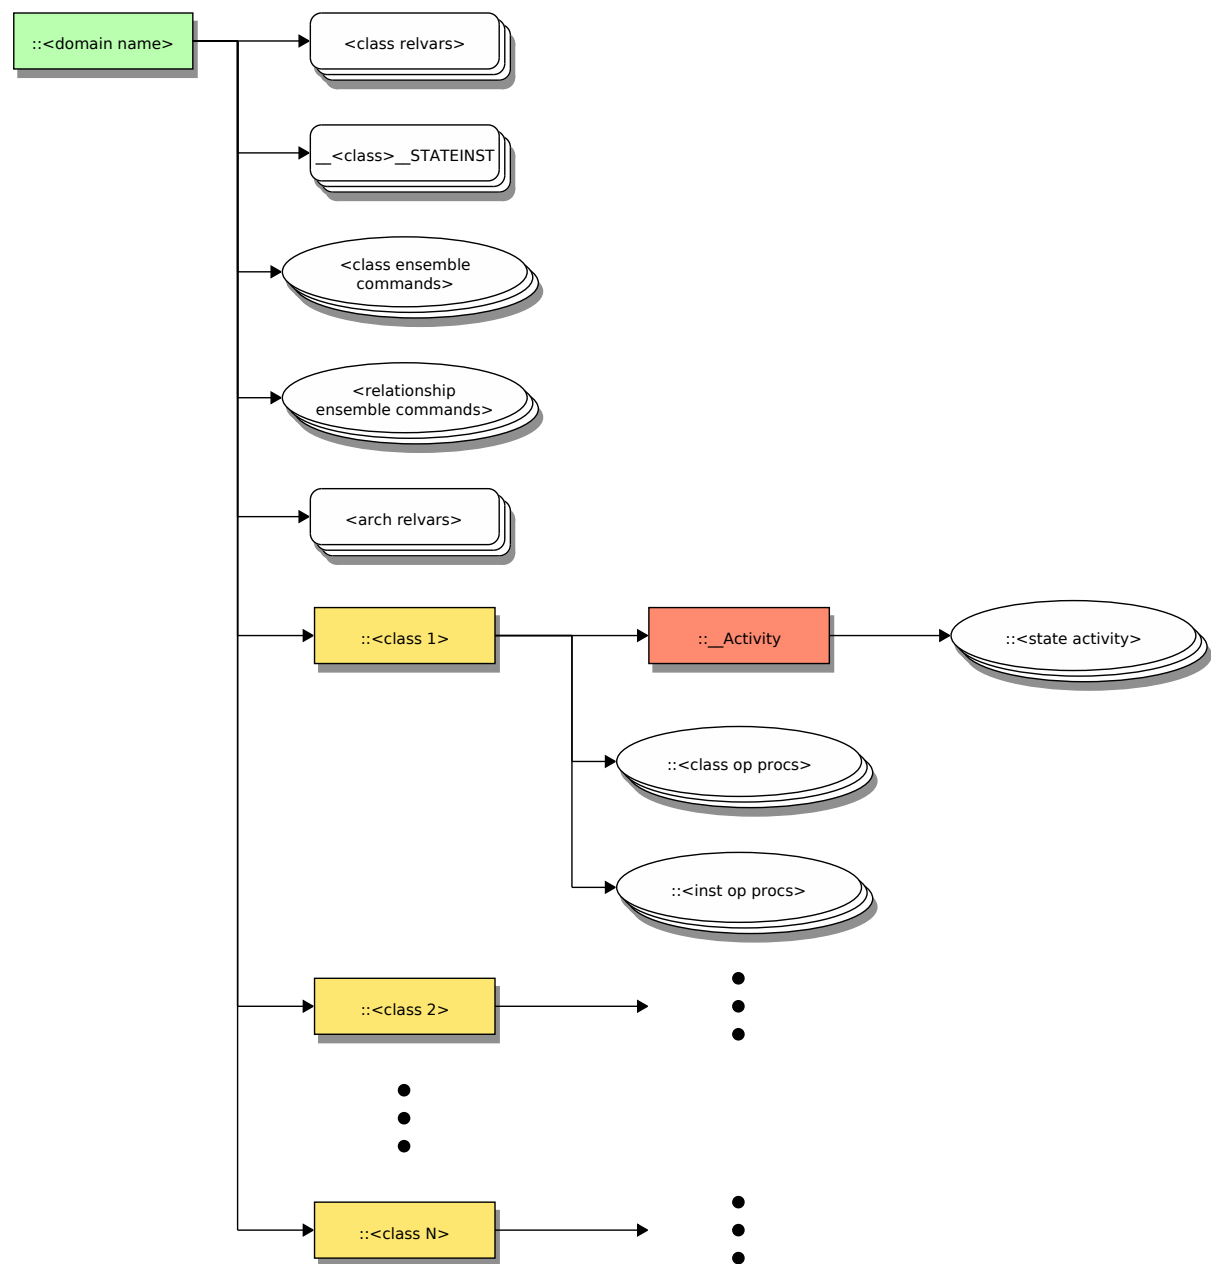 ::<domain name>
<class relvars>
__<class>__STATEINST
<class ensemble
commands>
<relationship
ensemble commands>
<arch relvars>
::<class 1>
::__Activity
::<state activity>
::<class op procs>
::<inst op procs>
::<class 2>
::<class N>